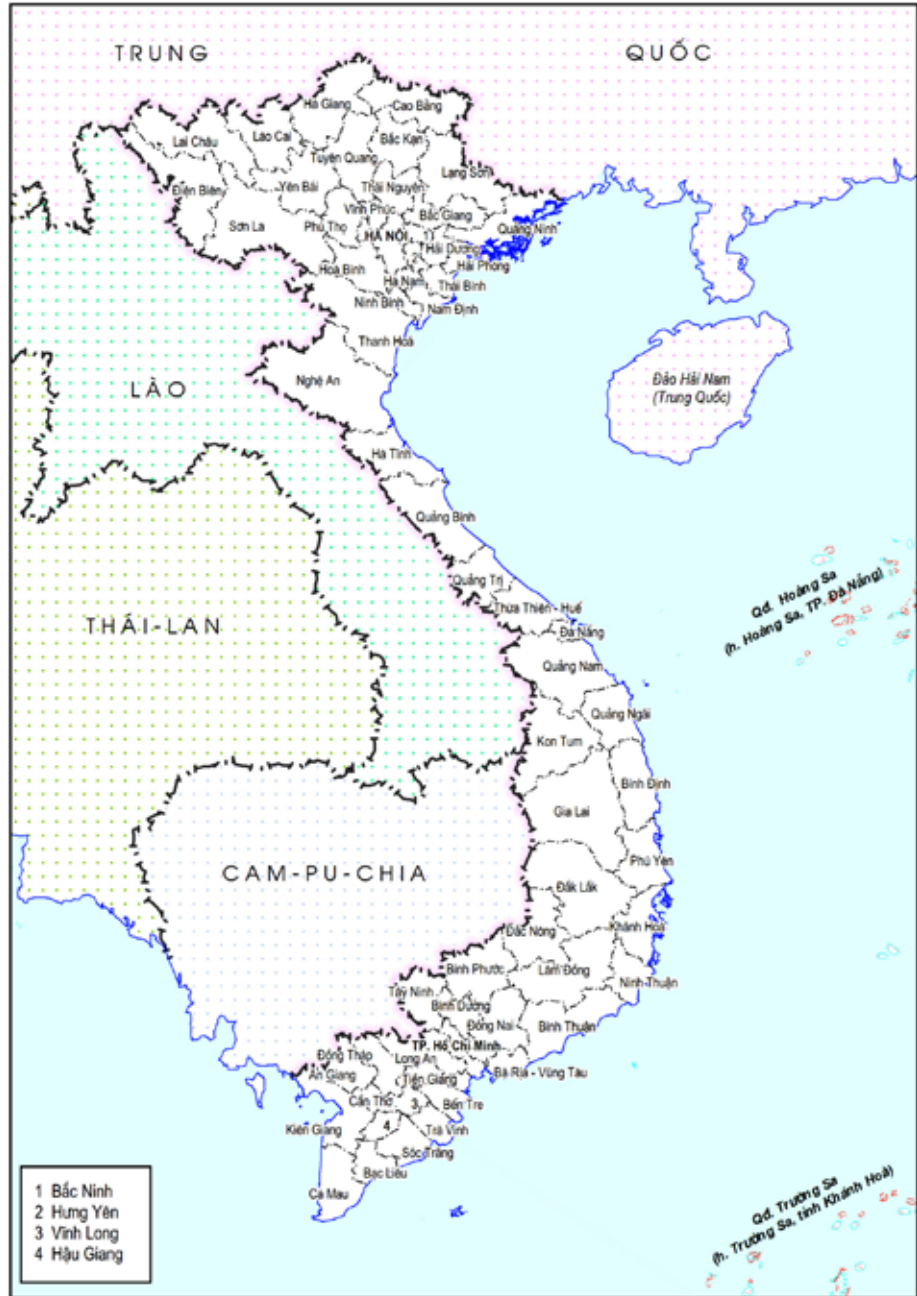 TRUNG QUỐC
Hà Giang
Cao Bằng
Lai Châu
Lào Cai
Bắc Kạn
Tuyên Quang
Lạng Sơn
Điện Biên
Yên Bái
Thái Nguyên
Sơn La
Phú Thọ
Vĩnh Phúc
Bắc Giang
Quảng Ninh
HÀ NỘI
1
Hải Dương
Hải Phòng
Hoà Bình
2
Hà Nam
Thái Bình
Ninh Bình
Nam Định
Thanh Hoá
Nghệ An
LÀO
Đảo Hải Nam
(Trung Quốc)
Hà Tĩnh
Quảng Bình
Quảng Trị
Thừa Thiên - Huế
Đà Nẵng
Qđ. Hoàng Sa
(h. Hoàng Sa, TP. Đà Nẵng)
THÁI-LAN
Quảng Nam
Quảng Ngãi
Kon Tum
Bình Định
Gia Lai
Phú Yên
CAM-PU-CHIA
Đắk Lắk
Đắc Nông
Khánh Hoà
Bình Phước
Lâm Đồng
Ninh Thuận
Tây Ninh
Bình Dương
Đồng Nai
Bình Thuận
TP. Hồ Chí Minh
Đồng Tháp
Long An
Bà Rịa - Vũng Tàu
An Giang
Tiền Giang
Cần Thơ
3
Bến Tre
Kiên Giang
4
Trà Vinh
Sóc Trăng
Bạc Liêu
Cà Mau
Qđ. Trường Sa
(h. Trường Sa, tỉnh Khánh Hoà)
1 Bắc Ninh
2 Hưng Yên
3 Vĩnh Long
4 Hậu Giang